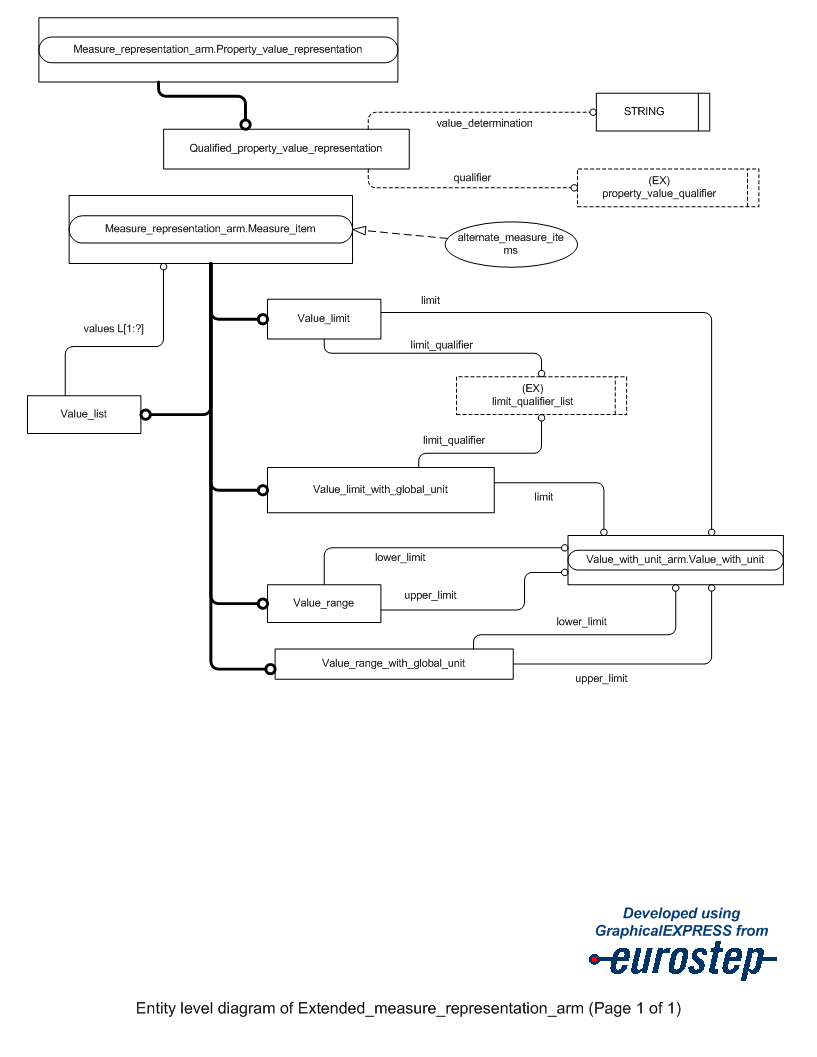 Measure_representation_arm.Property_value_representation
value_determination
STRING
Qualified_property_value_representation
qualifier
(EX)
property_value_qualifier
Measure_representation_arm.Measure_item
alternate_measure_ite
ms
limit
Value_limit
values L[1:?]
limit_qualifier
(EX)
limit_qualifier_list
Value_list
limit_qualifier
Value_limit_with_global_unit
limit
lower_limit
Value_with_unit_arm.Value_with_unit
Value_range
upper_limit
lower_limit
Value_range_with_global_unit
upper_limit
Developed using
GraphicalEXPRESS from
eurostep
Entity level diagram of Extended_measure_representation_arm (Page 1 of 1)